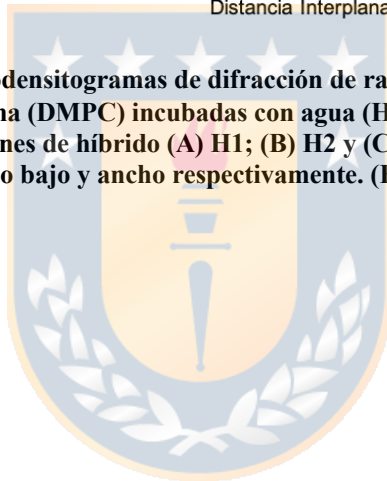 Distancia Interplana
odensitogramas de difracción de ra
na (DMPC) incubadas con agua (H
nes de híbrido (A) H1; (B) H2 y (C
o bajo y ancho respectivamente. (